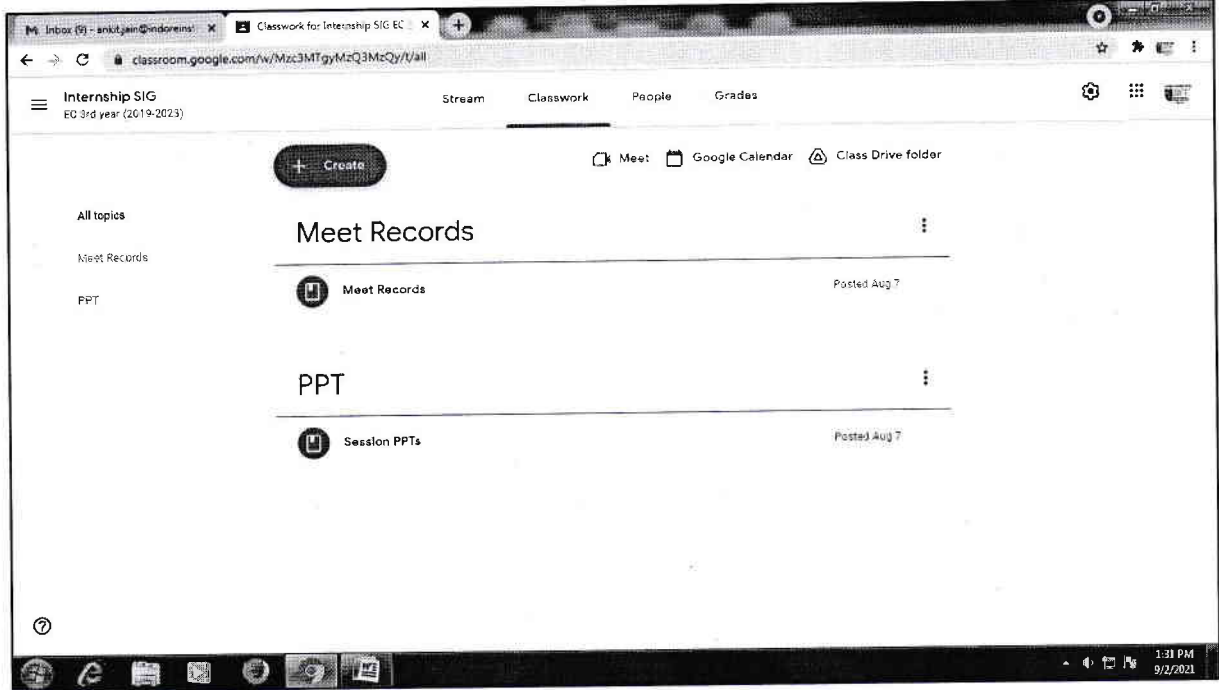 Inbox (9) - ankit.jain@indoreins
Classwork for Internship SIG EC
classroom.google.com/w/Mzc3MTgyMzQ3MzQy/t/all
Internship SIG
EC 3rd year (2019-2023)
Stream Classwork People Grades
Create
Meet Google Calendar Class Drive folder
All topics
Meet Records
PPT
Meet Records
Meet Records Posted Aug 7
PPT
Session PPTs Posted Aug 7
1:31 PM
9/2/2021